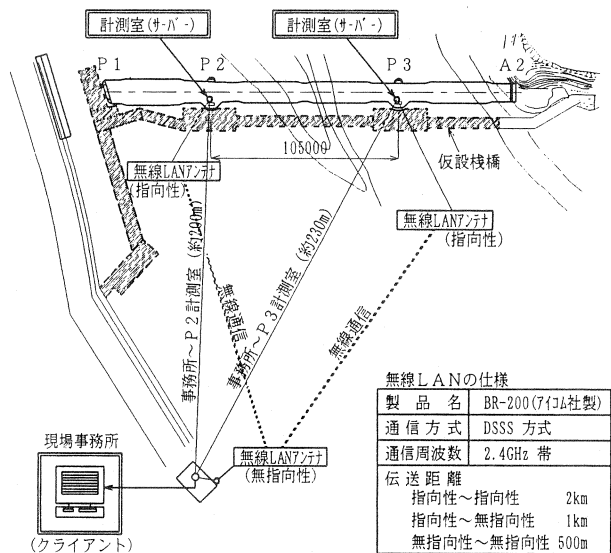 計測室(サーバー)
計測室(サーバー)
P1
P2
P3
A2
105000
仮設桟橋
無線LANアンテナ
(指向性)
無線LANアンテナ
(指向性)
事務所～P2計測室(約200m)
事務所～P3計測室(約230m)
無線通信
無線通信
現場事務所
(クライアント)
無線LANアンテナ
(無指向性)
無線LANの仕様
製品名 BR-200(アイコム社製)
通信方式 DSSS 方式
通信周波数 2.4GHz 帯
伝送距離
指向性～指向性 2km
指向性～無指向性 1km
無指向性～無指向性 500m